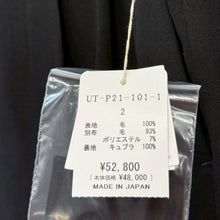 UT-P21-101-1
2
表地 毛 100%
別布 毛 93%
ポリエステル 7%
裏地 キュプラ 100%
¥52,800
[本体価格 ¥48,000]
MADE IN JAPAN